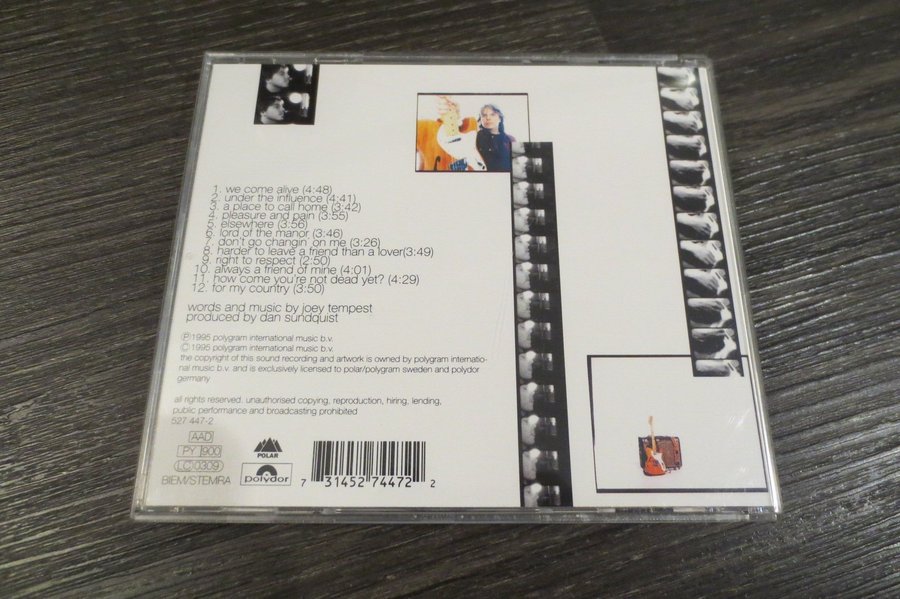 1. we come alive (4:48)
2. under the influence (4:41)
3. a place to call home (3:42)
4. pleasure and pain (3:55)
5. elsewhere (3:56)
6. lord of the manor (3:46)
7. don't go changin' on me (3:26)
8. harder to leave a friend than a lover(3:49)
9. right to respect (2:50)
10. always a friend of mine (4:01)
11. how come you're not dead yet? (4:29)
12. for my country (3:50)
words and music by joey tempest
produced by dan sundquist
℗1995 polygram international music b.v.
©1995 polygram international music b.v.
the copyright of this sound recording and artwork is owned by polygram internatio-
nal music b.v. and is exclusively licensed to polar/polygram sweden and polydor
germany
all rights reserved. unauthorised copying, reproduction, hiring, lending,
public performance and broadcasting prohibited
527 447-2
AAD
PY 900
LC 0309
BIEM/STEMRA
POLAR
polydor
7 31452 74472 2